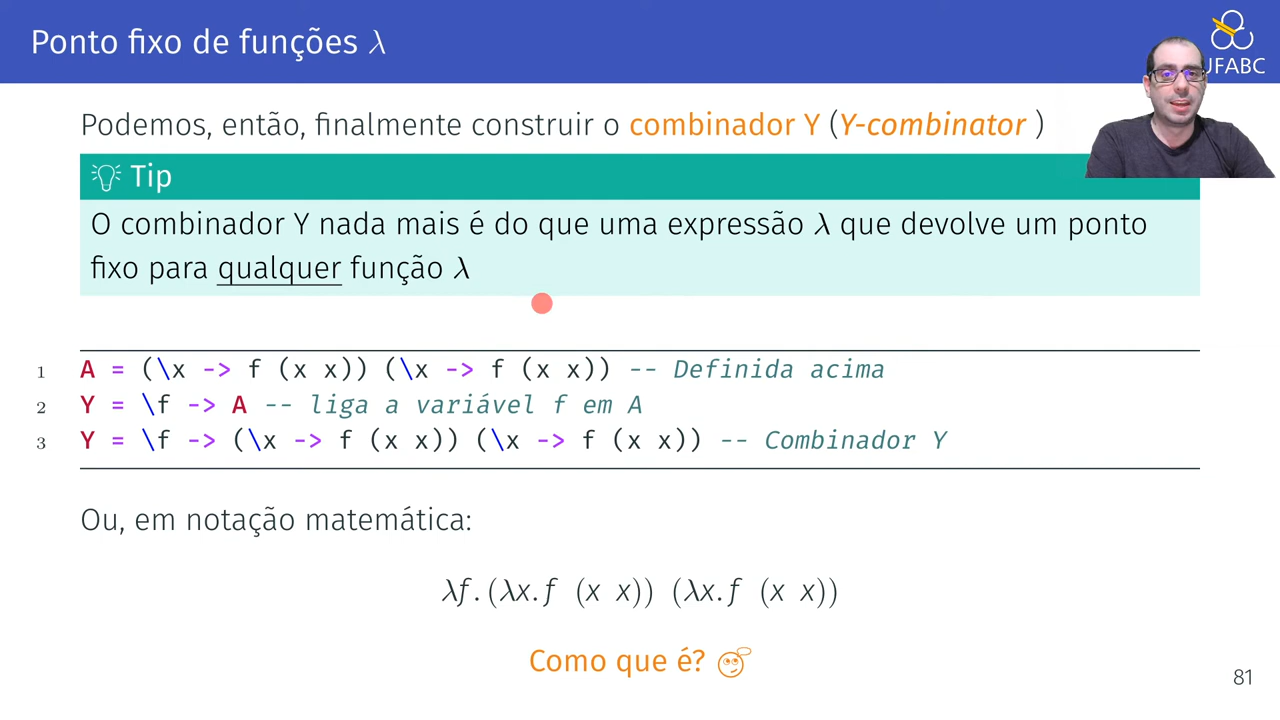 Ponto fixo de funções λ
UFABC
Podemos, então, finalmente construir o combinador Y (Y-combinator )
Tip
O combinador Y nada mais é do que uma expressão λ que devolve um ponto
fixo para qualquer função λ
1 A = (\x -> f (x x)) (\x -> f (x x)) -- Definida acima
2 Y = \f -> A -- liga a variável f em A
3 Y = \f -> (\x -> f (x x)) (\x -> f (x x)) -- Combinador Y
Ou, em notação matemática:
λf.(λx.f (x x)) (λx.f (x x))
Como que é?
81